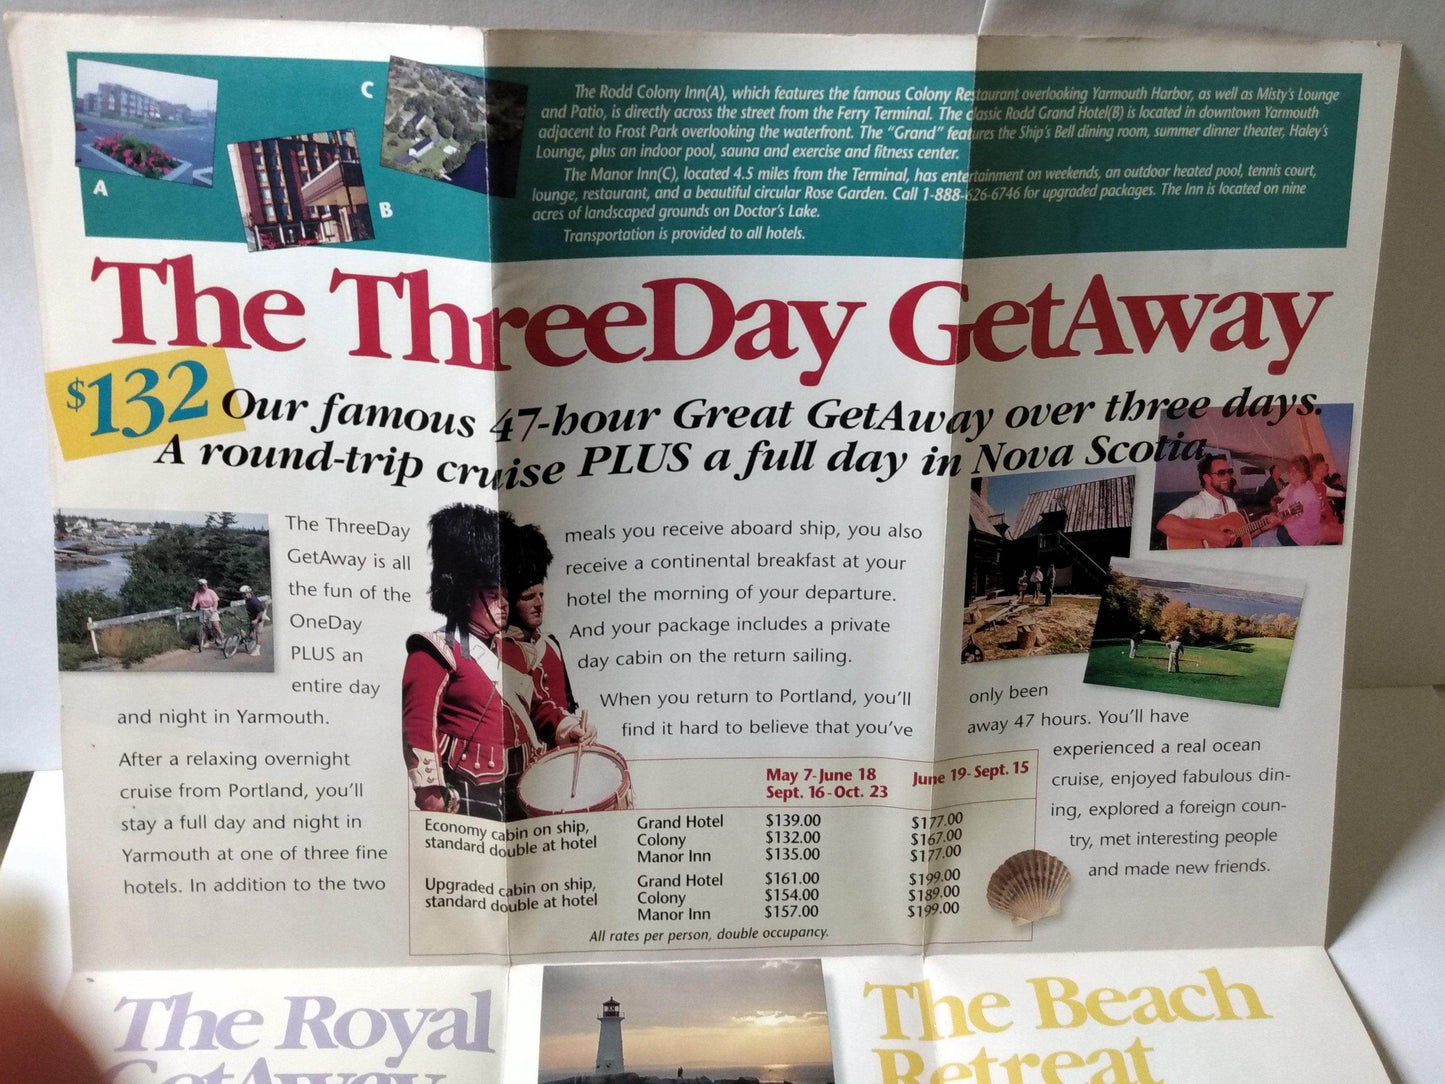 C
A
B
The Rodd Colony Inn(A), which features the famous Colony Restaurant overlooking Yarmouth Harbor, as well as Misty's Lounge
and Patio, is directly across the street from the Ferry Terminal. The classic Rodd Grand Hotel(B) is located in downtown Yarmouth
adjacent to Frost Park overlooking the waterfront. The "Grand" features the Ship's Bell dining room, summer dinner theater, Haley's
Lounge, plus an indoor pool, sauna and exercise and fitness center.
The Manor Inn(C), located 4.5 miles from the Terminal, has entertainment on weekends, an outdoor heated pool, tennis court,
lounge, restaurant, and a beautiful circular Rose Garden. Call 1-888-626-6746 for upgraded packages. The Inn is located on nine
acres of landscaped grounds on Doctor's Lake.
Transportation is provided to all hotels.
The ThreeDay GetAway
$132
Our famous 47-hour Great GetAway over three days.
A round-trip cruise PLUS a full day in Nova Scotia.
The ThreeDay
GetAway is all
the fun of the
OneDay
PLUS an
entire day
and night in Yarmouth.
After a relaxing overnight
cruise from Portland, you'll
stay a full day and night in
Yarmouth at one of three fine
hotels. In addition to the two
meals you receive aboard ship, you also
receive a continental breakfast at your
hotel the morning of your departure.
And your package includes a private
day cabin on the return sailing.
When you return to Portland, you'll
find it hard to believe that you've
only been
away 47 hours. You'll have
experienced a real ocean
cruise, enjoyed fabulous din-
ing, explored a foreign coun-
try, met interesting people
and made new friends.
May 7-June 18 June 19-Sept. 15
Sept. 16-Oct. 23
Economy cabin on ship,
standard double at hotel
Grand Hotel $139.00 $177.00
Colony $132.00 $167.00
Manor Inn $135.00 $177.00
Upgraded cabin on ship,
standard double at hotel
Grand Hotel $161.00 $199.00
Colony $154.00 $189.00
Manor Inn $157.00 $199.00
All rates per person, double occupancy.
The Royal
GetAway
The Beach
Retreat